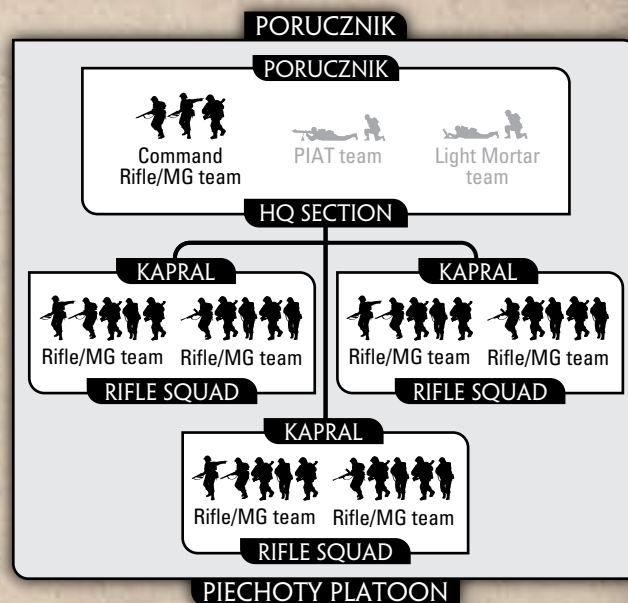 PORUCZNIK
PORUCZNIK
Command
Rifle/MG team
PIAT team
Light Mortar
team
HQ SECTION
KAPRAL
Rifle/MG team
Rifle/MG team
RIFLE SQUAD
KAPRAL
Rifle/MG team
Rifle/MG team
RIFLE SQUAD
KAPRAL
Rifle/MG team
Rifle/MG team
RIFLE SQUAD
PIECHOTY PLATOON